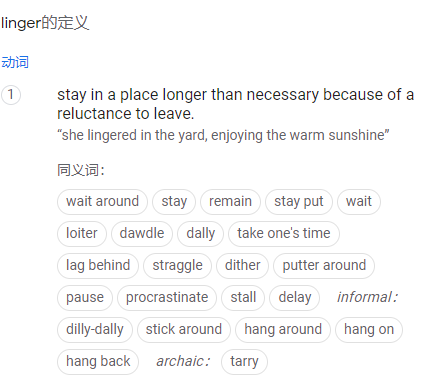 linger的定义
动词
1 stay in a place longer than necessary because of a
reluctance to leave.
“she lingered in the yard, enjoying the warm sunshine”
同义词：
wait around stay remain stay put wait
loiter dawdle dally take one's time
lag behind straggle dither putter around
pause procrastinate stall delay informal：
dilly-dally stick around hang around hang on
hang back archaic： tarry